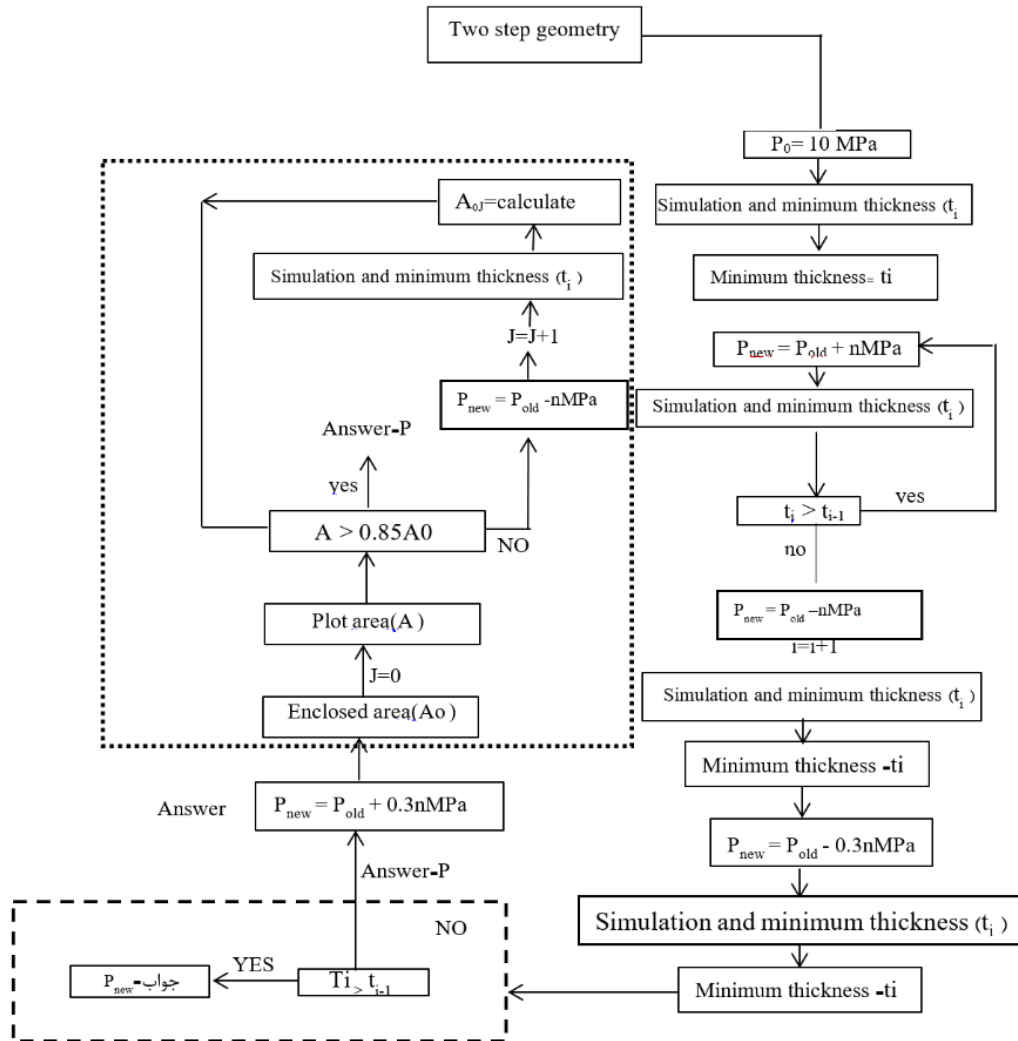 Two step geometry
P₀= 10 MPa
Simulation and minimum thickness (tᵢ
Minimum thickness= ti
Pnew = Pold + nMPa
Simulation and minimum thickness (tᵢ)
tᵢ > tᵢ₋₁
yes
no
Pnew = Pold –nMPa
i=i+1
Simulation and minimum thickness (tᵢ)
Minimum thickness -ti
Pnew = Pold - 0.3nMPa
Simulation and minimum thickness (tᵢ)
Minimum thickness -ti
NO
Ti > tᵢ₋₁
YES
Pnew-جواب
Answer-P
Pnew = Pold + 0.3nMPa
Answer
Enclosed area(Ao)
J=0
Plot area(A)
A > 0.85A0
yes
Answer-P
NO
Pnew = Pold -nMPa
J=J+1
Simulation and minimum thickness (tᵢ)
A₀J=calculate